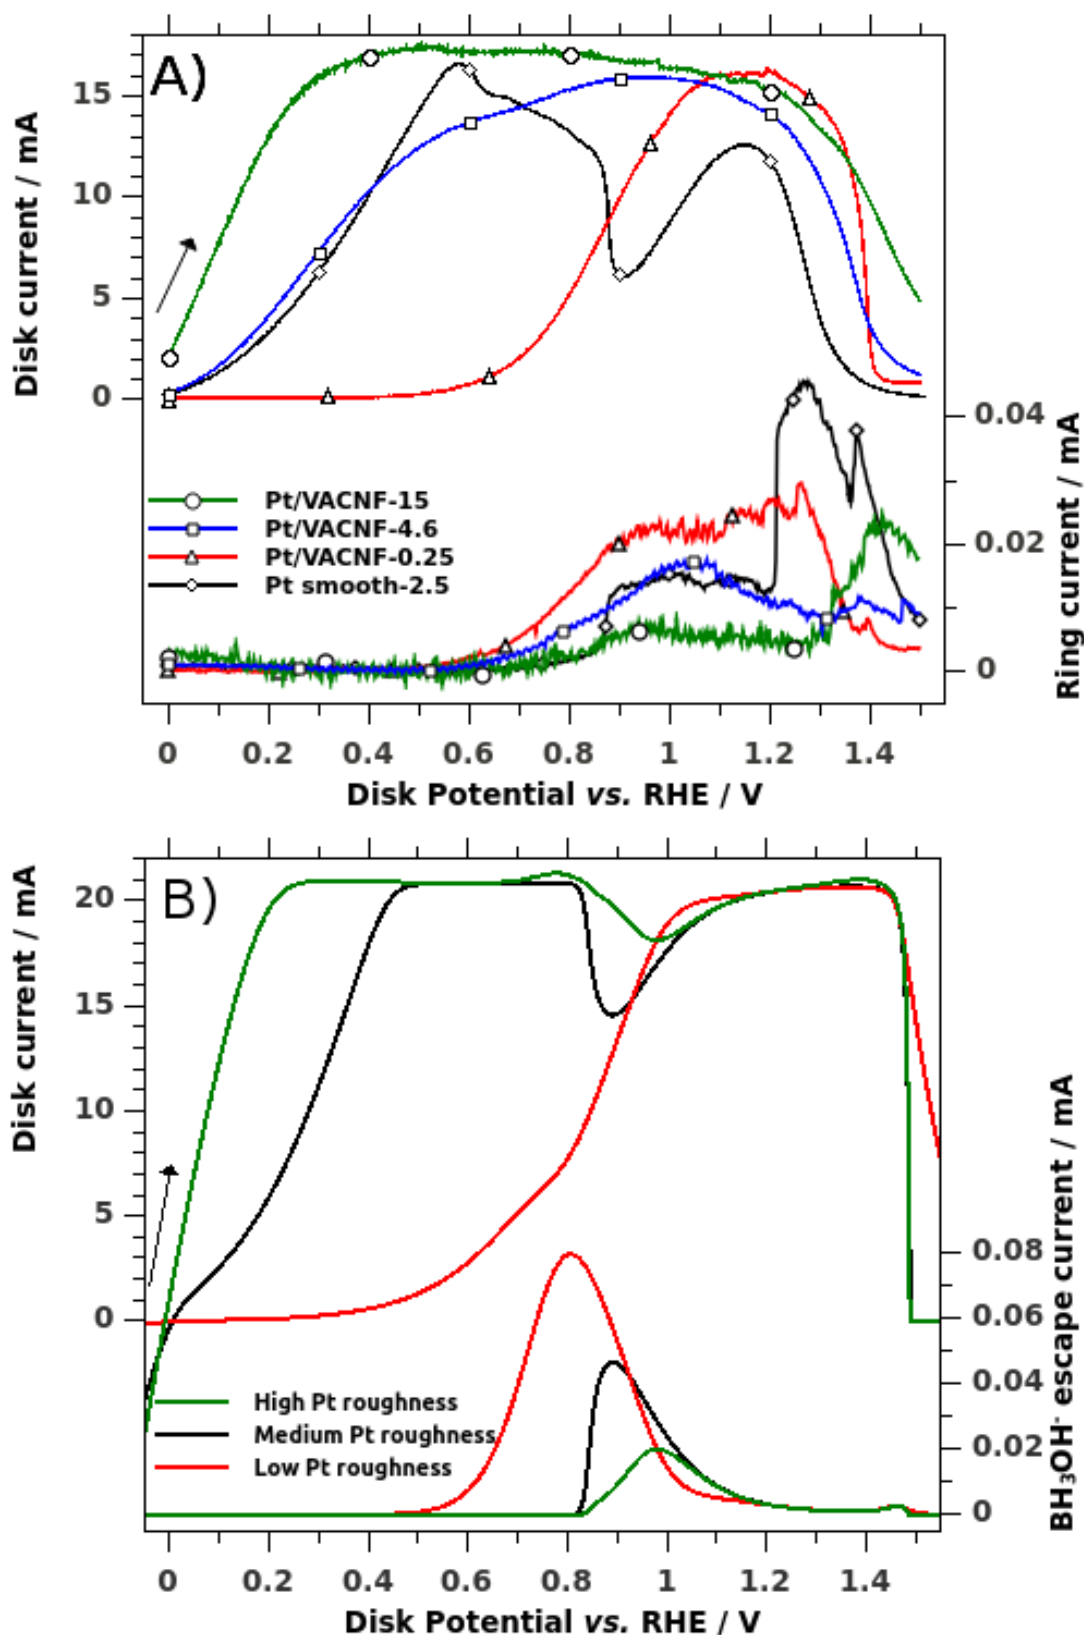 A)
15
10
5
0
Disk current / mA
0.04
0.02
0
Ring current / mA
Pt/VACNF-15
Pt/VACNF-4.6
Pt/VACNF-0.25
Pt smooth-2.5
0 0.2 0.4 0.6 0.8 1 1.2 1.4
Disk Potential vs. RHE / V
B)
20
15
10
5
0
Disk current / mA
0.08
0.06
0.04
0.02
0
BH₃OH⁻ escape current / mA
High Pt roughness
Medium Pt roughness
Low Pt roughness
0 0.2 0.4 0.6 0.8 1 1.2 1.4
Disk Potential vs. RHE / V